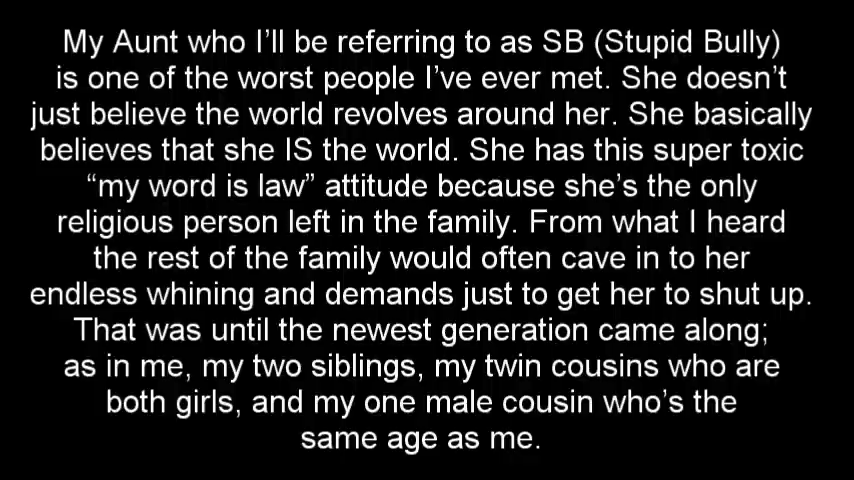 My Aunt who I’ll be referring to as SB (Stupid Bully)
is one of the worst people I’ve ever met. She doesn’t
just believe the world revolves around her. She basically
believes that she IS the world. She has this super toxic
“my word is law” attitude because she’s the only
religious person left in the family. From what I heard
the rest of the family would often cave in to her
endless whining and demands just to get her to shut up.
That was until the newest generation came along;
as in me, my two siblings, my twin cousins who are
both girls, and my one male cousin who’s the
same age as me.